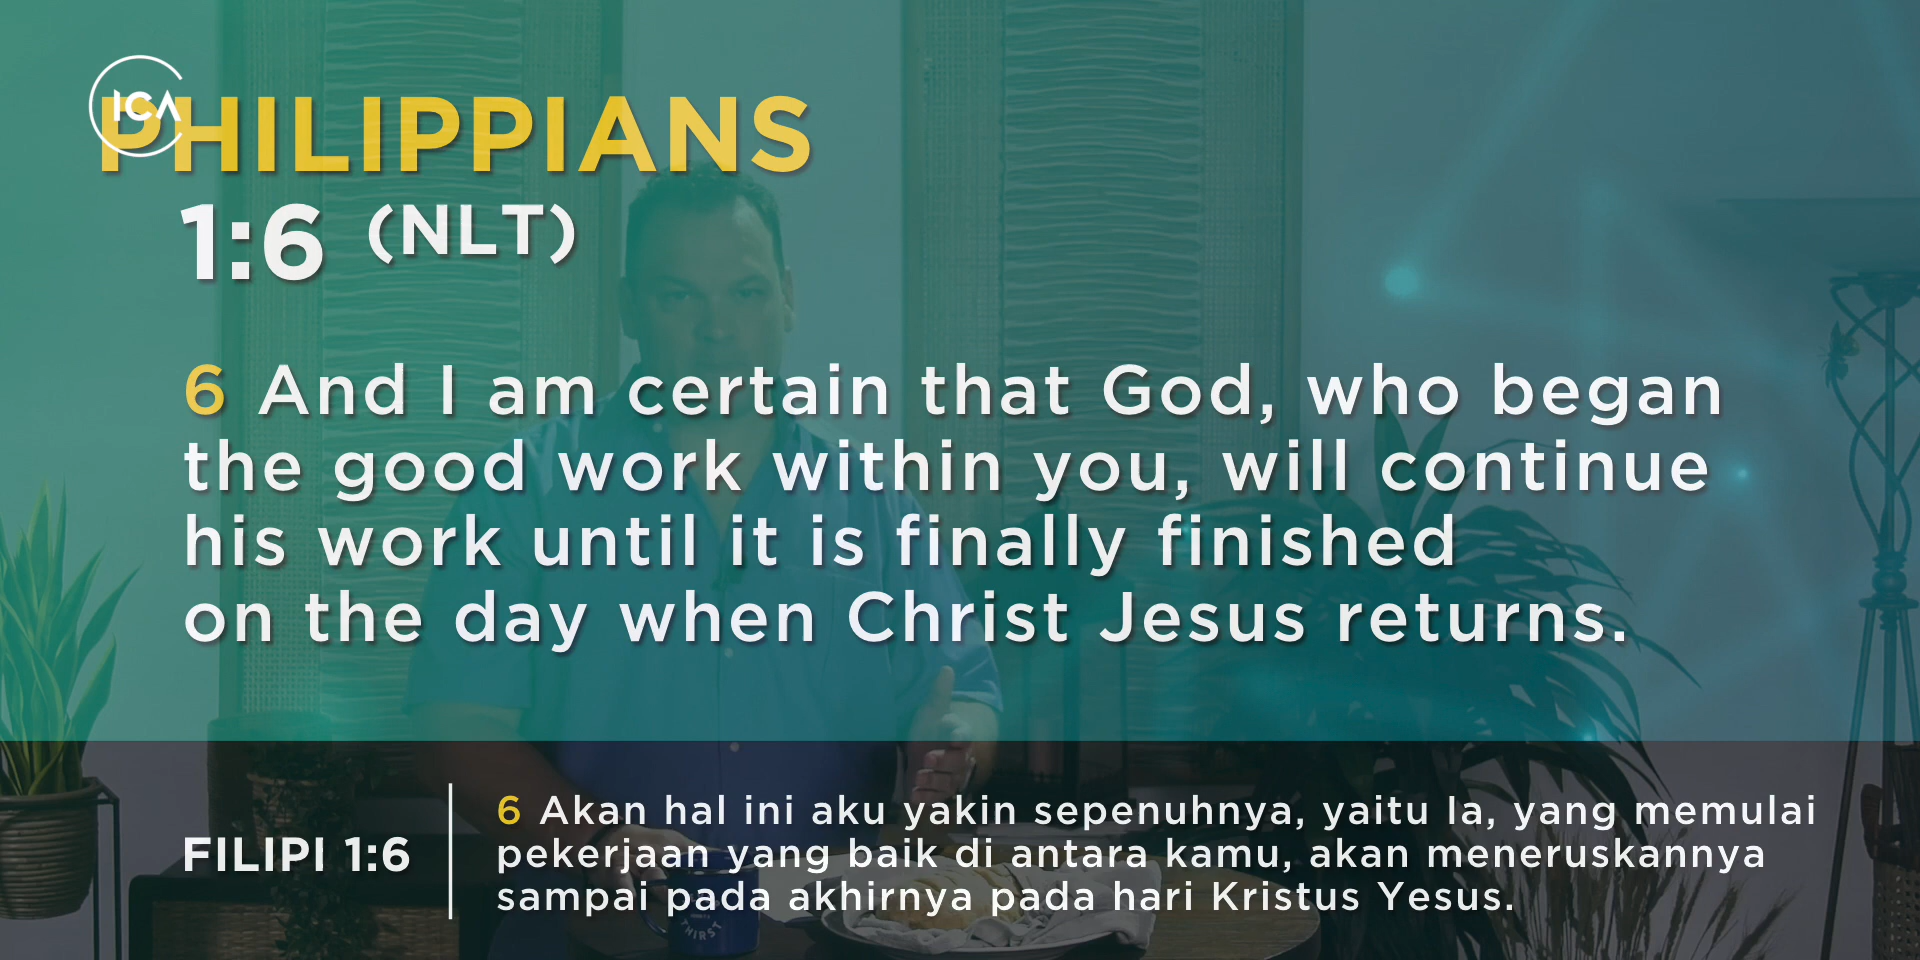 ICA
PHILIPPIANS
1:6 (NLT)
6 And I am certain that God, who began
the good work within you, will continue
his work until it is finally finished
on the day when Christ Jesus returns.
FILIPI 1:6
6 Akan hal ini aku yakin sepenuhnya, yaitu Ia, yang memulai
pekerjaan yang baik di antara kamu, akan meneruskannya
sampai pada akhirnya pada hari Kristus Yesus.
THIRST